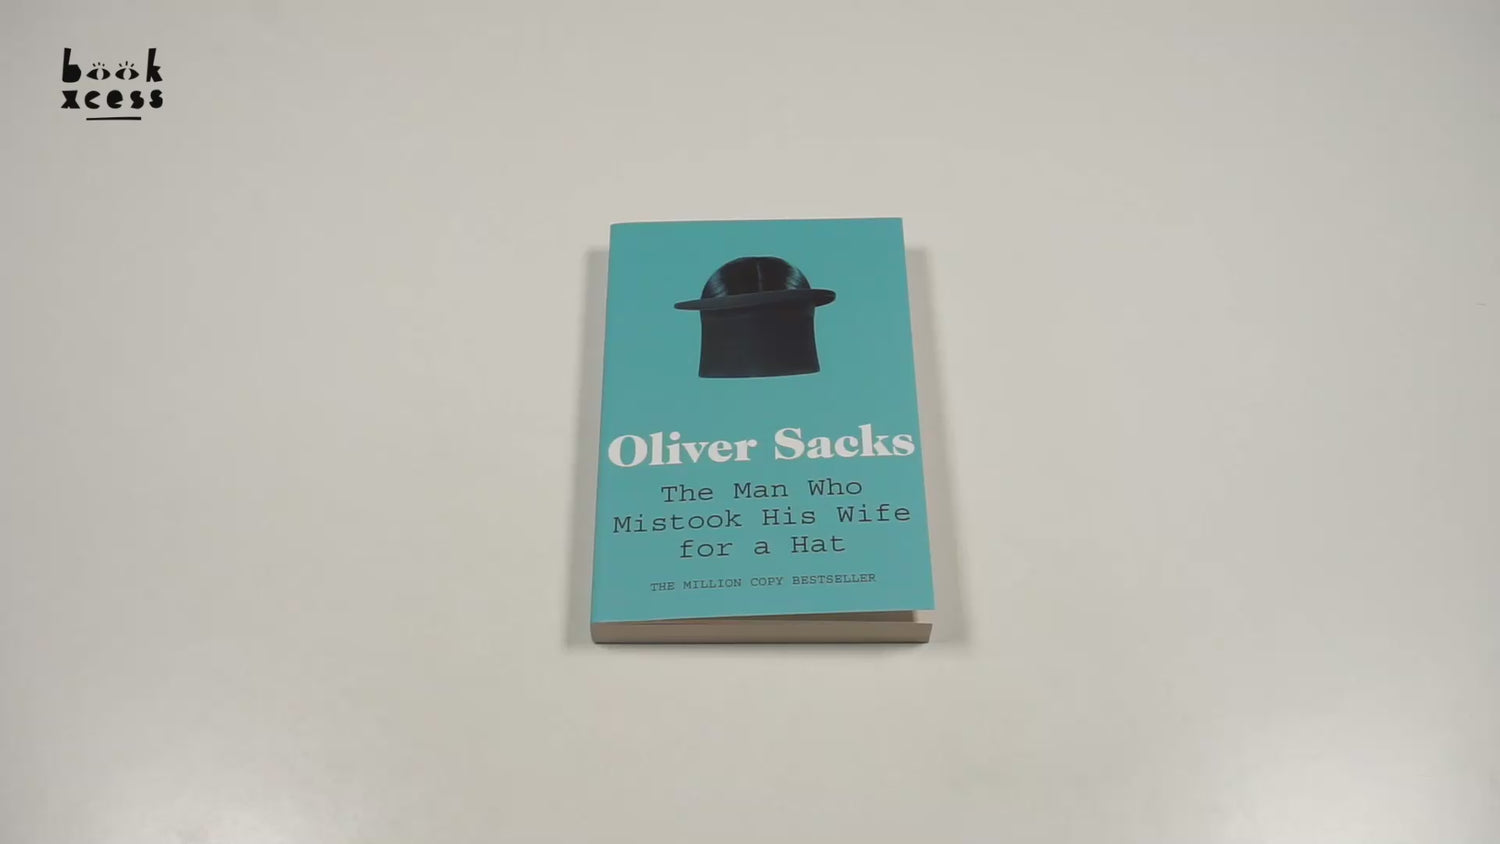 book
xcess
Oliver Sacks
The Man Who
Mistook His Wife
for a Hat
THE MILLION COPY BESTSELLER